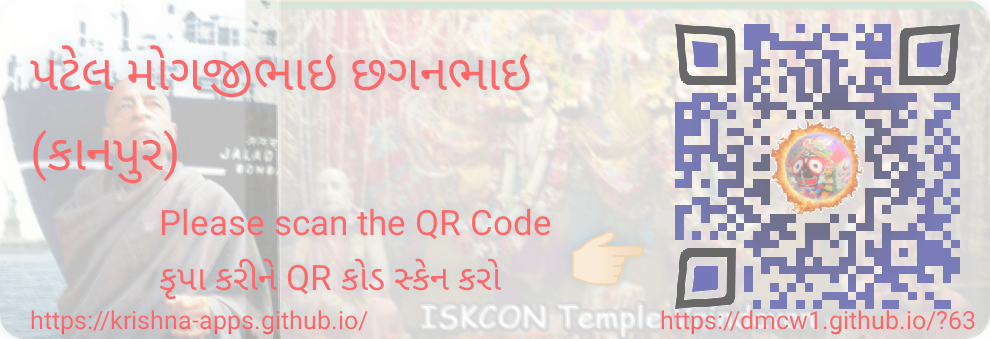 પટેલ મોગજીભાઇ છગનભાઇ
(કાનપુર)
JALAD
Please scan the QR Code
કૃપા કરીને QR કોડ સ્કેન કરો
https://krishna-apps.github.io/
ISKCON Temple
https://dmcw1.github.io/?63